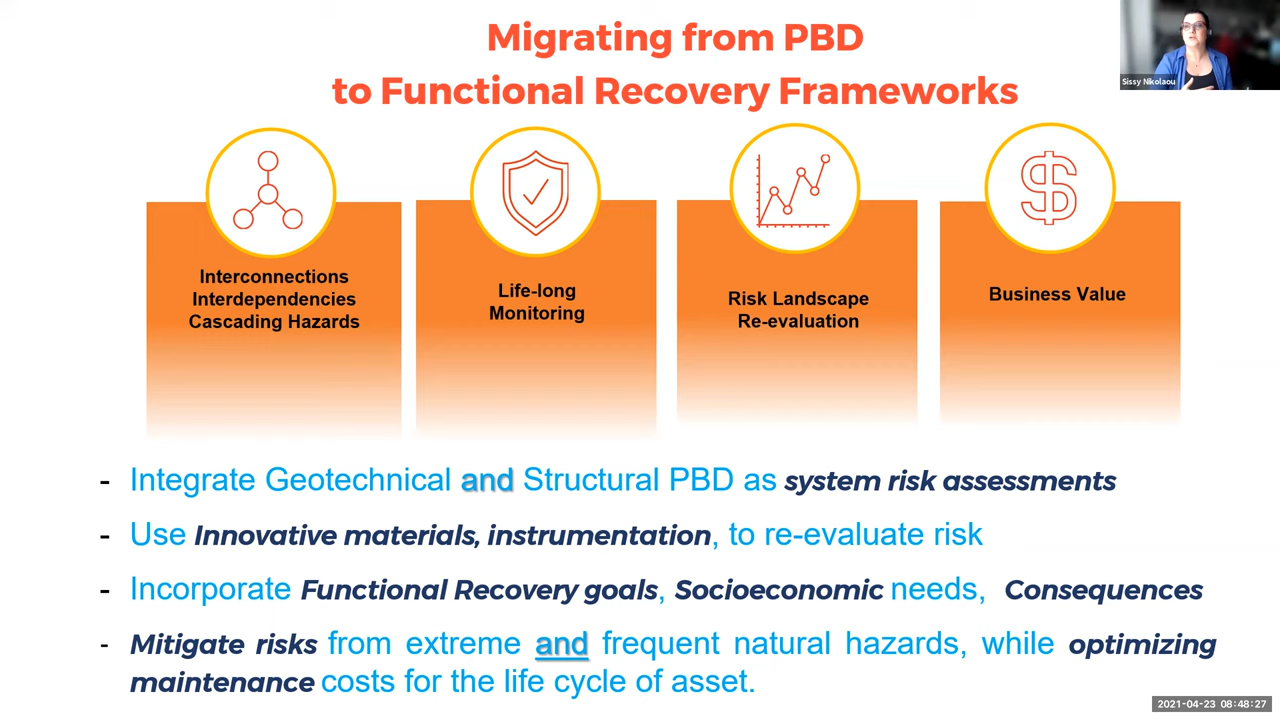 Migrating from PBD
to Functional Recovery Frameworks
Sissy Nikolaou
Interconnections
Interdependencies
Cascading Hazards
Life-long
Monitoring
Risk Landscape
Re-evaluation
Business Value
- Integrate Geotechnical and Structural PBD as system risk assessments
- Use Innovative materials, instrumentation, to re-evaluate risk
- Incorporate Functional Recovery goals, Socioeconomic needs, Consequences
- Mitigate risks from extreme and frequent natural hazards, while optimizing
maintenance costs for the life cycle of asset.
2021-04-23 08:48:27